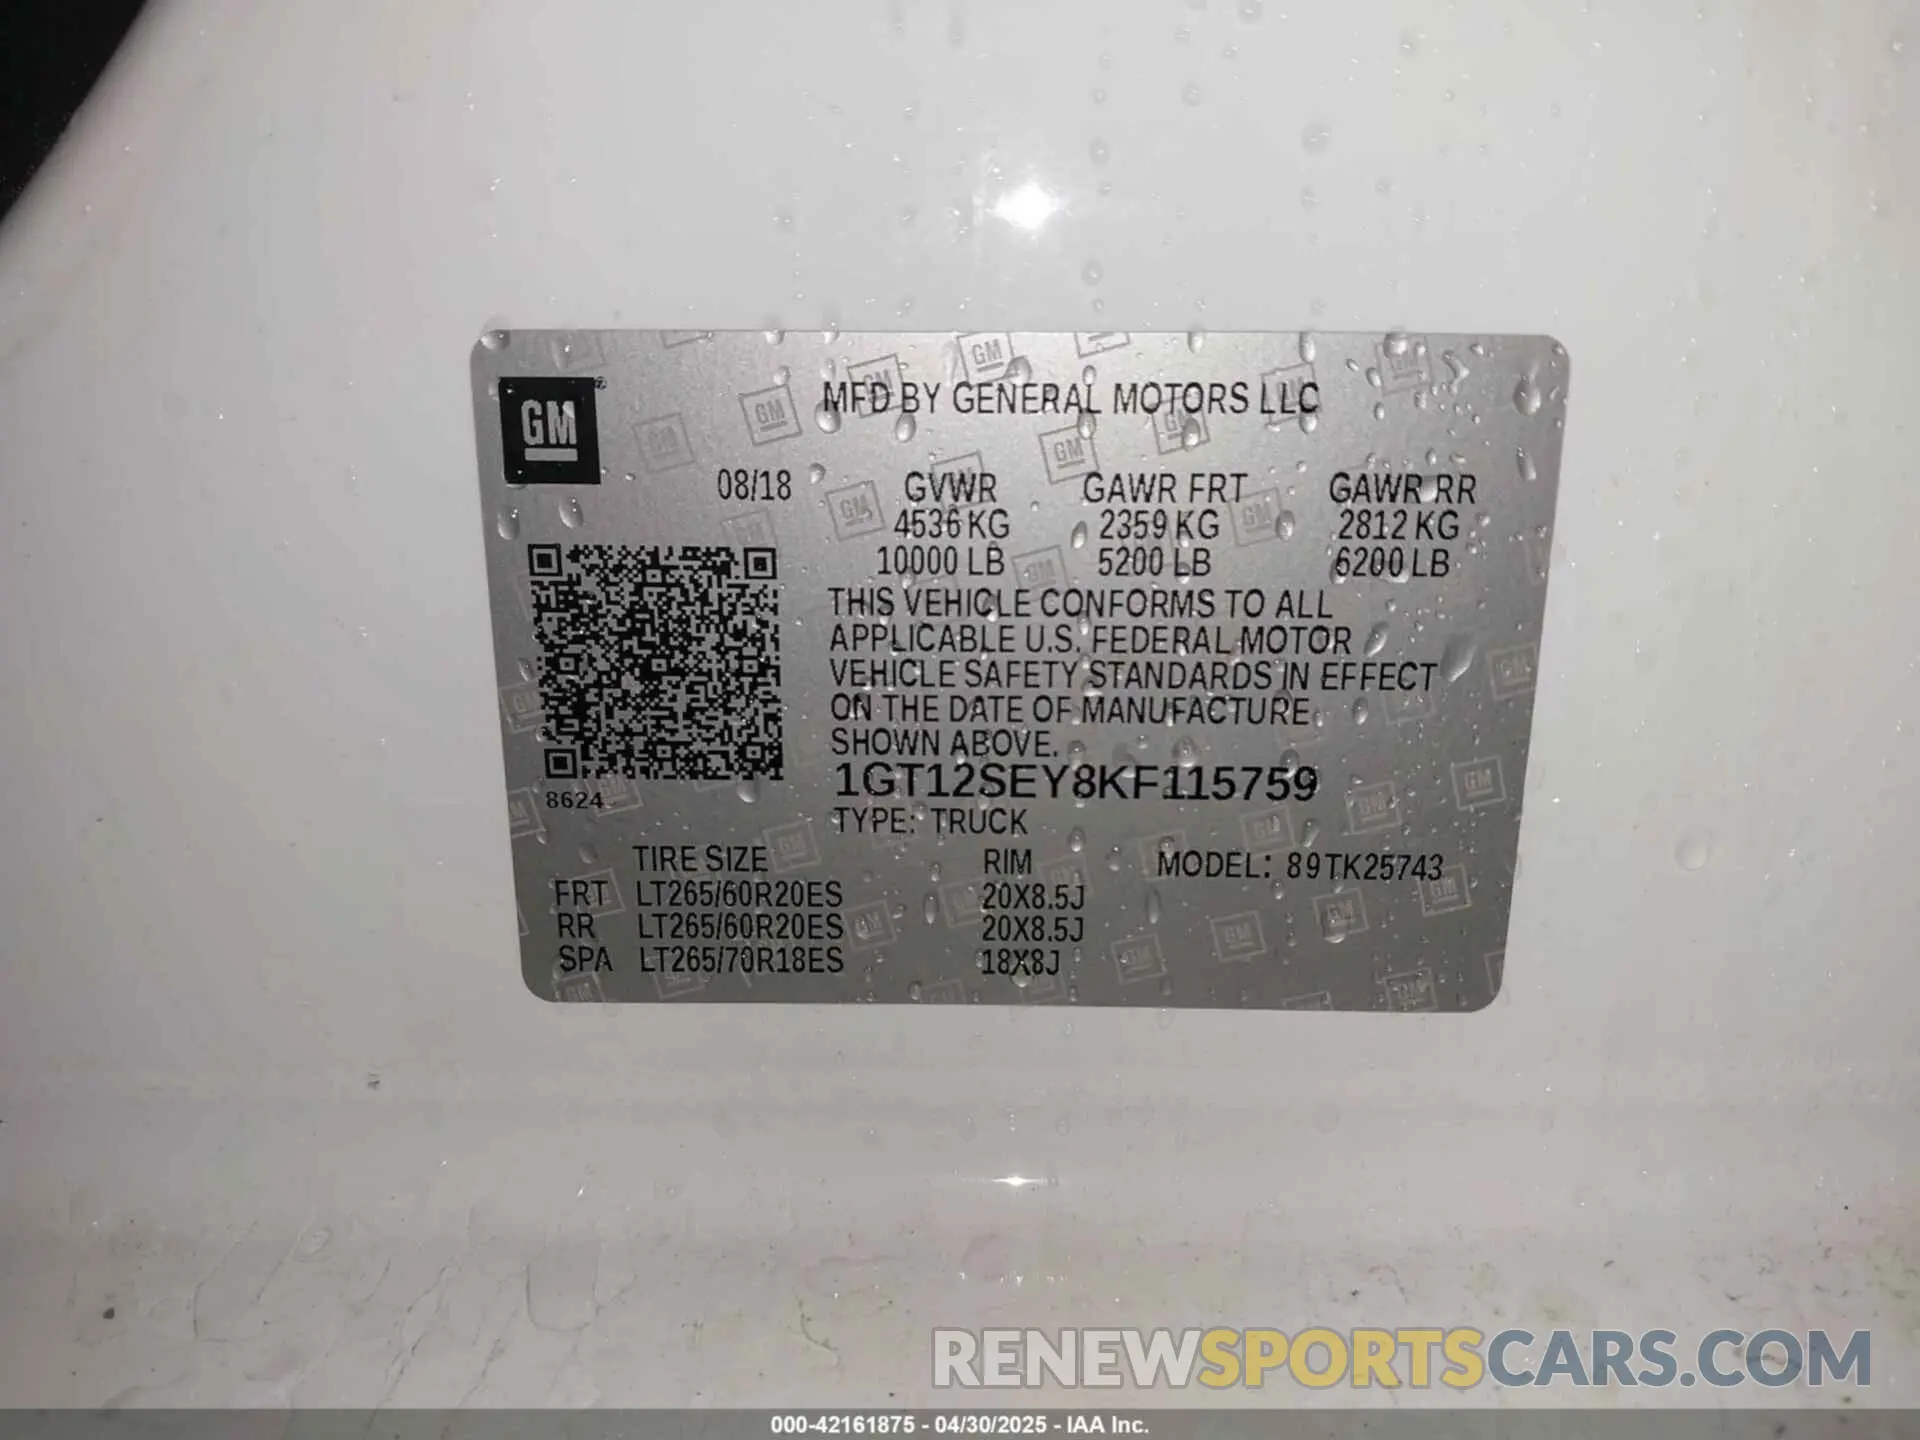 GM
MFD BY GENERAL MOTORS LLC
08/18 GVWR GAWR FRT GAWR RR
4536 KG 2359 KG 2812 KG
10000 LB 5200 LB 6200 LB
THIS VEHICLE CONFORMS TO ALL
APPLICABLE U.S. FEDERAL MOTOR
VEHICLE SAFETY STANDARDS IN EFFECT
ON THE DATE OF MANUFACTURE
SHOWN ABOVE.
1GT12SEY8KF115759
8624
TYPE: TRUCK
TIRE SIZE RIM MODEL: 89TK25743
FRT LT265/60R20ES 20X8.5J
RR LT265/60R20ES 20X8.5J
SPA LT265/70R18ES 18X8J
RENEWSPORTSCARS.COM
000-42161875 - 04/30/2025 - IAA Inc.